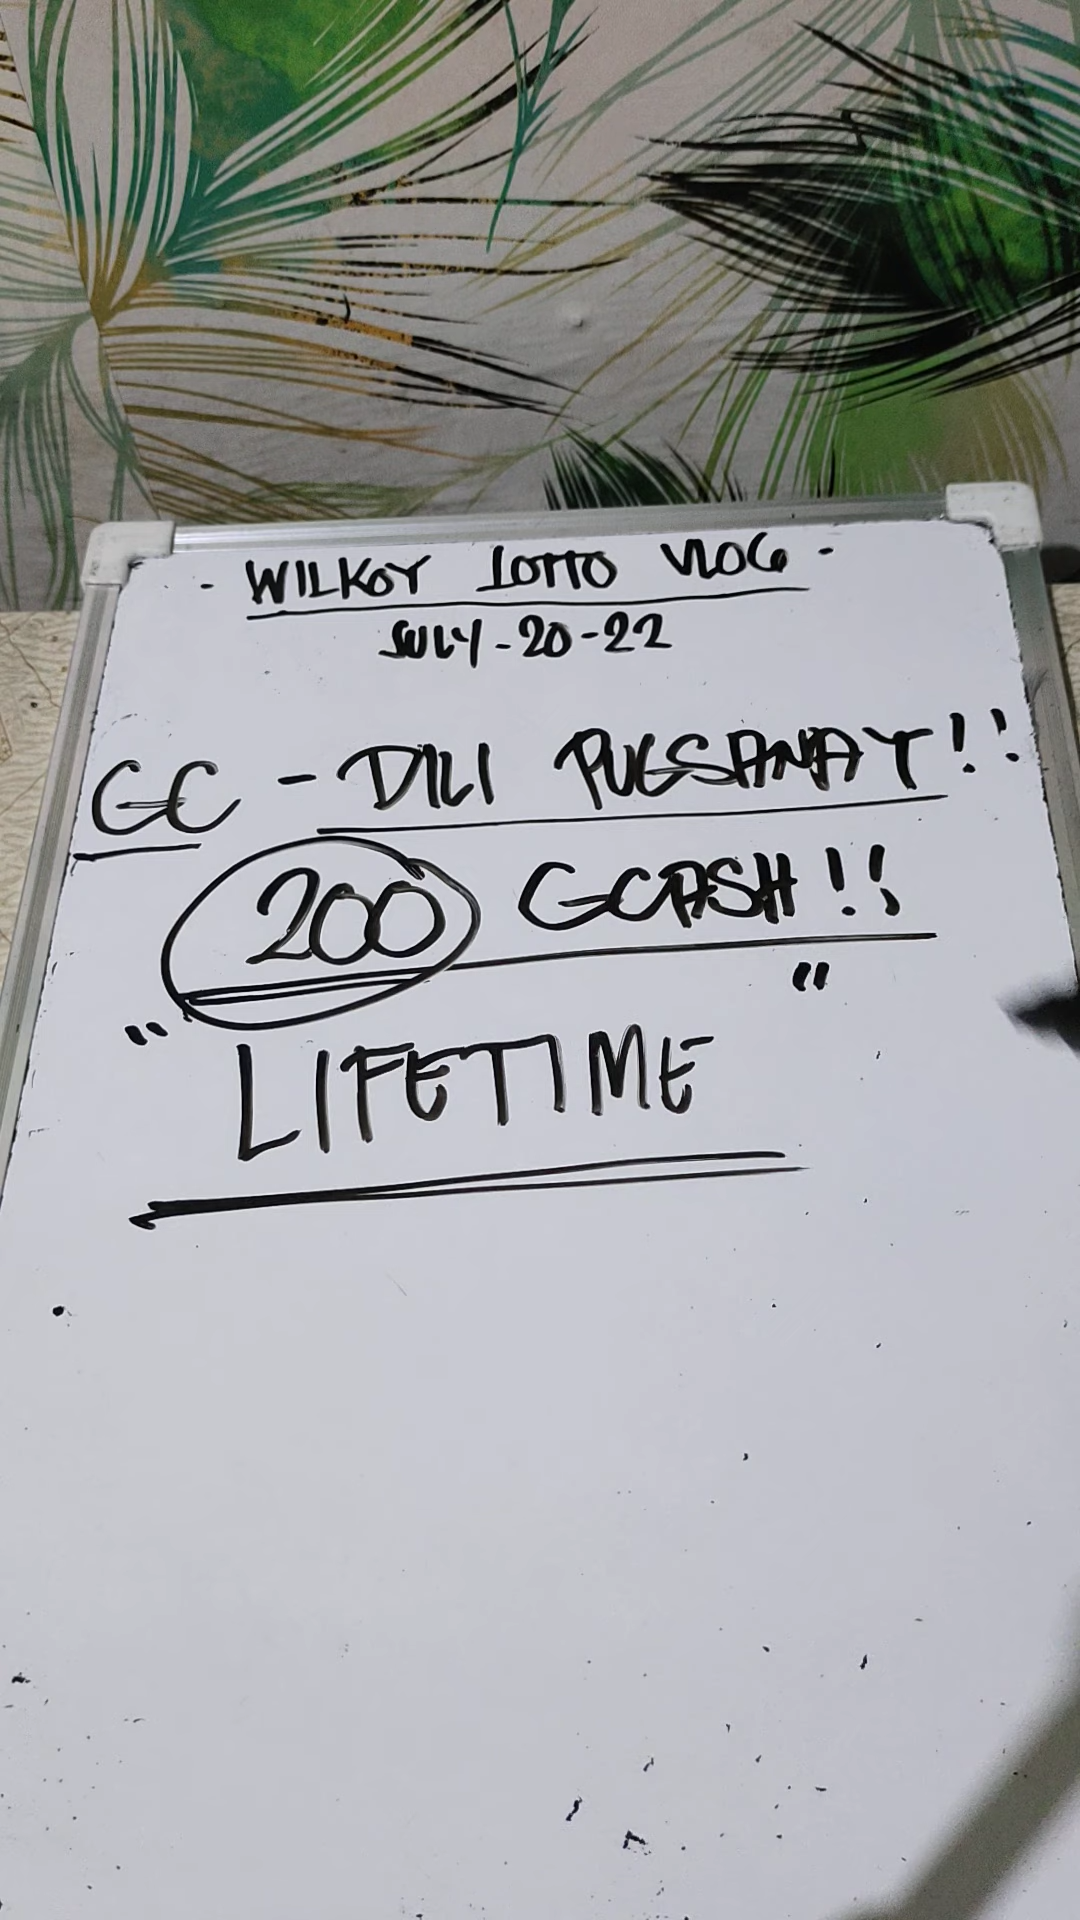 - WILKOY LOTTO VLOG -
JULY-20-22
GC - DILI PUGSANAY!!
200 GCASH!!
"LIFETIME"